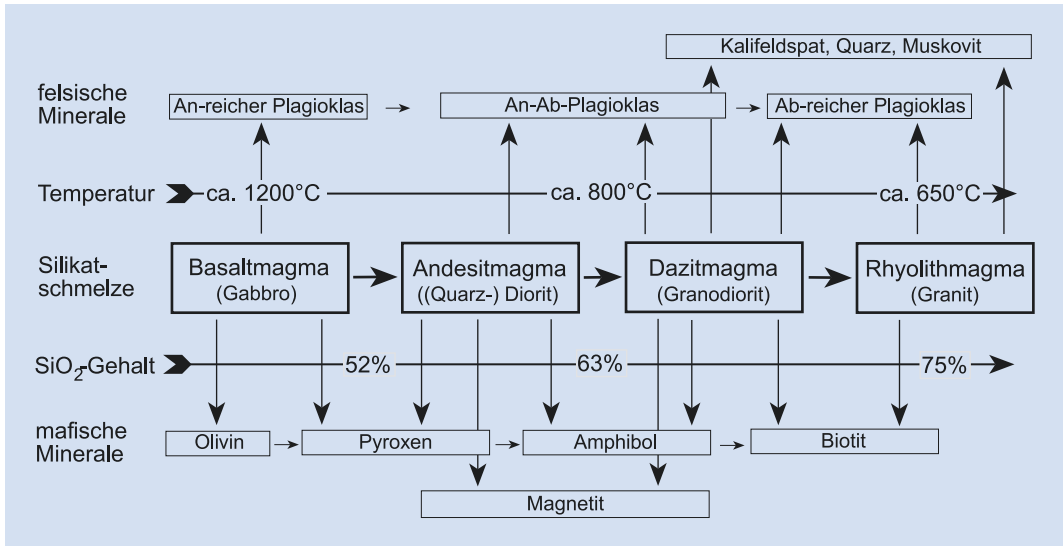 Kalifeldspat, Quarz, Muskovit
felsische
Minerale
An-reicher Plagioklas
An-Ab-Plagioklas
Ab-reicher Plagioklas
Temperatur
ca. 1200°C
ca. 800°C
ca. 650°C
Silikat-
schmelze
Basaltmagma
(Gabbro)
Andesitmagma
((Quarz-) Diorit)
Dazitmagma
(Granodiorit)
Rhyolithmagma
(Granit)
SiO2-Gehalt
52%
63%
75%
mafische
Minerale
Olivin
Pyroxen
Amphibol
Biotit
Magnetit